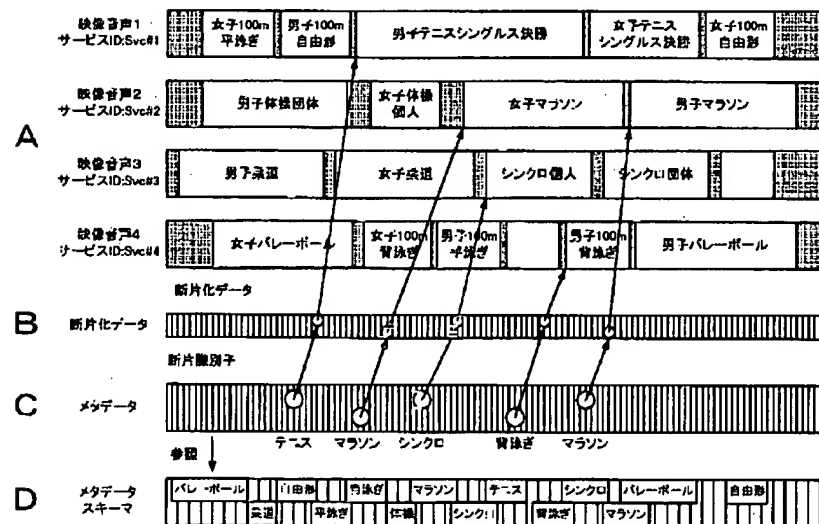 映像音声1
サービスID:Svc#1
女子100m
平泳ぎ
男子100m
自由形
男子テニスシングルス決勝
女子テニス
シングルス決勝
女子100m
自由形
A
映像音声2
サービスID:Svc#2
男子体操団体
女子体操
個人
女子マラソン
男子マラソン
映像音声3
サービスID:Svc#3
男子柔道
女子柔道
シンクロ個人
シンクロ団体
映像音声4
サービスID:Svc#4
女子バレーボール
女子100m
背泳ぎ
男子100m
平泳ぎ
男子100m
背泳ぎ
男子バレーボール
断片化データ
B
断片化データ
断片識別子
C
メタデータ
テニス
マラソン
シンクロ
背泳ぎ
マラソン
参照
D
メタデータ
スキーマ
バレーボール
自由形
背泳ぎ
マラソン
テニス
シンクロ
バレーボール
自由形
柔道
平泳ぎ
体操
シンクロ
背泳ぎ
マラソン